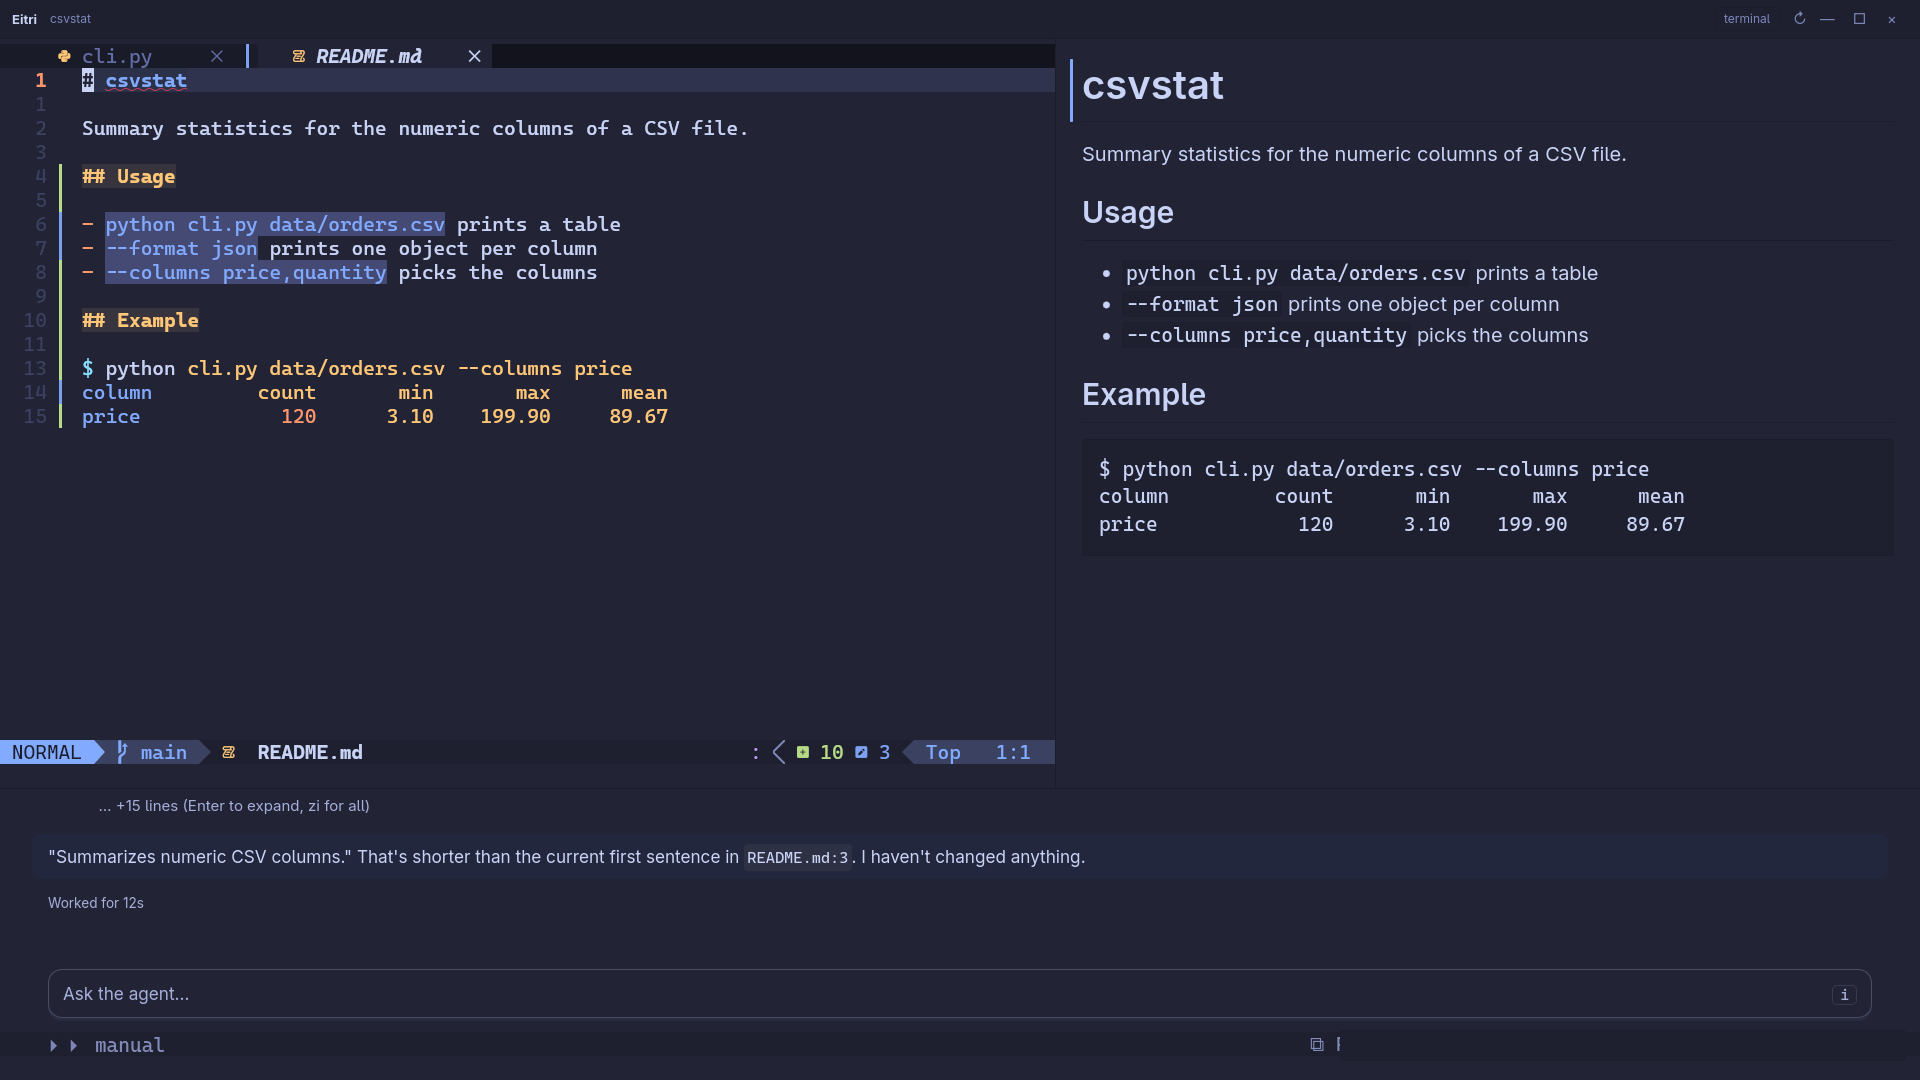 Eitri csvstat terminal
cli.py README.md
1 # csvstat
1
2 Summary statistics for the numeric columns of a CSV file.
3
4 ## Usage
5
6 - python cli.py data/orders.csv prints a table
7 - --format json prints one object per column
8 - --columns price,quantity picks the columns
9
10 ## Example
11
13 $ python cli.py data/orders.csv --columns price
14 column count min max mean
15 price 120 3.10 199.90 89.67
NORMAL main README.md : 10 3 Top 1:1
csvstat
Summary statistics for the numeric columns of a CSV file.
Usage
• python cli.py data/orders.csv prints a table
• --format json prints one object per column
• --columns price,quantity picks the columns
Example
$ python cli.py data/orders.csv --columns price
column count min max mean
price 120 3.10 199.90 89.67
... +15 lines (Enter to expand, zi for all)
"Summarizes numeric CSV columns." That's shorter than the current first sentence in README.md:3. I haven't changed anything.
Worked for 12s
Ask the agent... i
manual